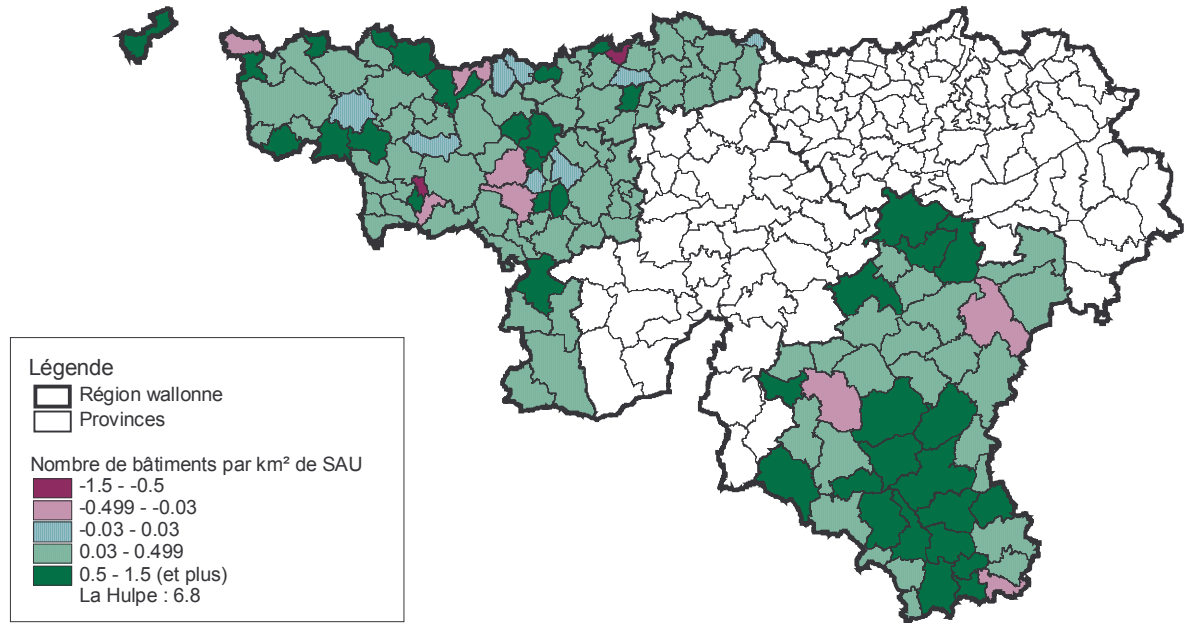 Légende
Région wallonne
Provinces
Nombre de bâtiments par km² de SAU
-1.5 - -0.5
-0.499 - -0.03
-0.03 - 0.03
0.03 - 0.499
0.5 - 1.5 (et plus)
La Hulpe : 6.8